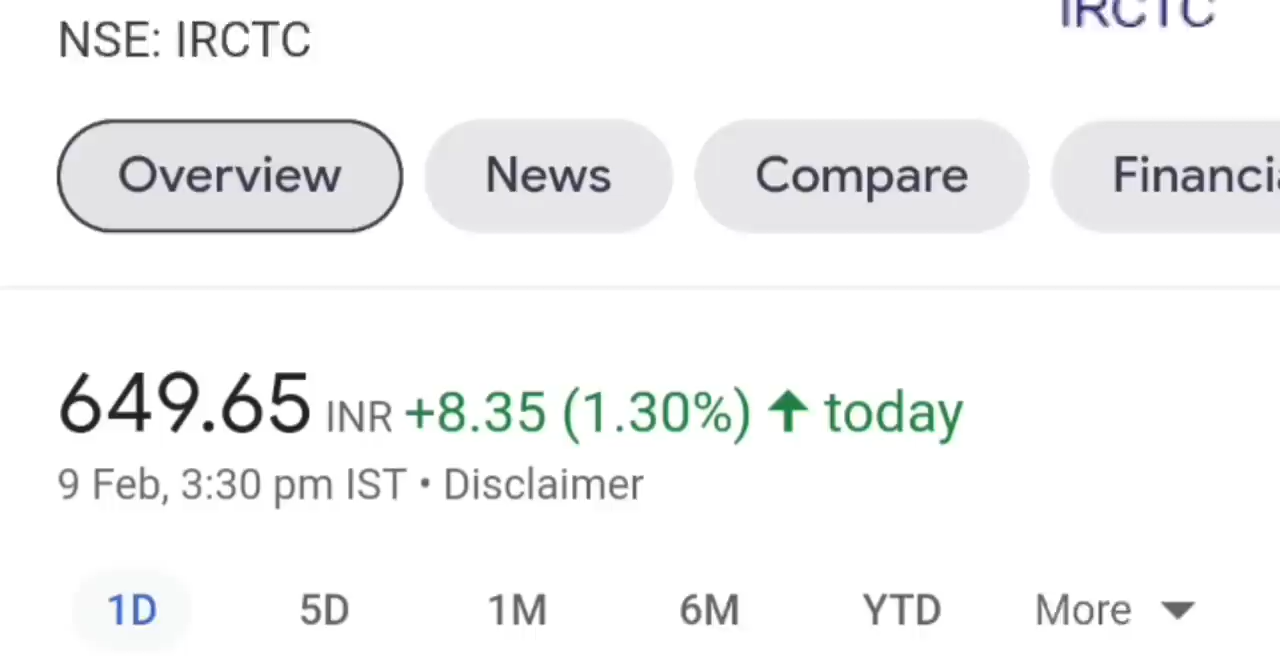 IRCTC
NSE: IRCTC
Overview News Compare
649.65 INR +8.35 (1.30%) ↑ today
9 Feb, 3:30 pm IST • Disclaimer
1D 5D 1M 6M YTD More